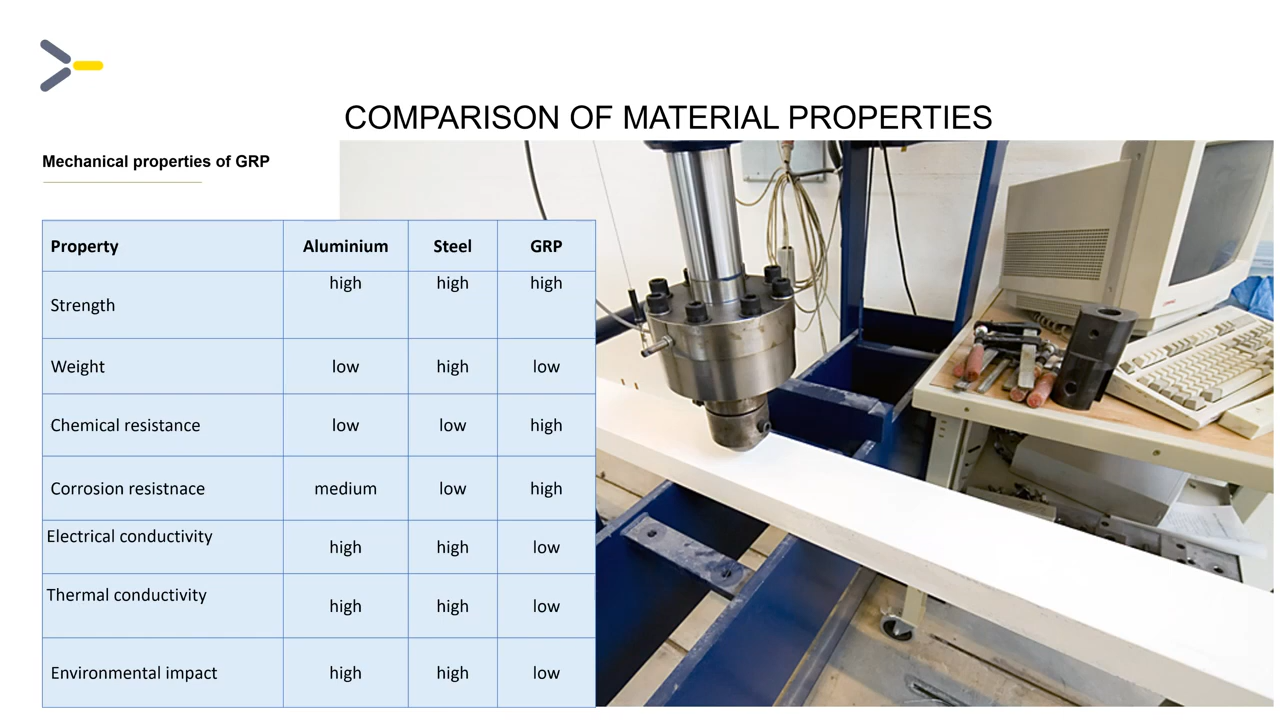 COMPARISON OF MATERIAL PROPERTIES
Mechanical properties of GRP
Property Aluminium Steel GRP
Strength high high high
Weight low high low
Chemical resistance low low high
Corrosion resistnace medium low high
Electrical conductivity high high low
Thermal conductivity high high low
Environmental impact high high low